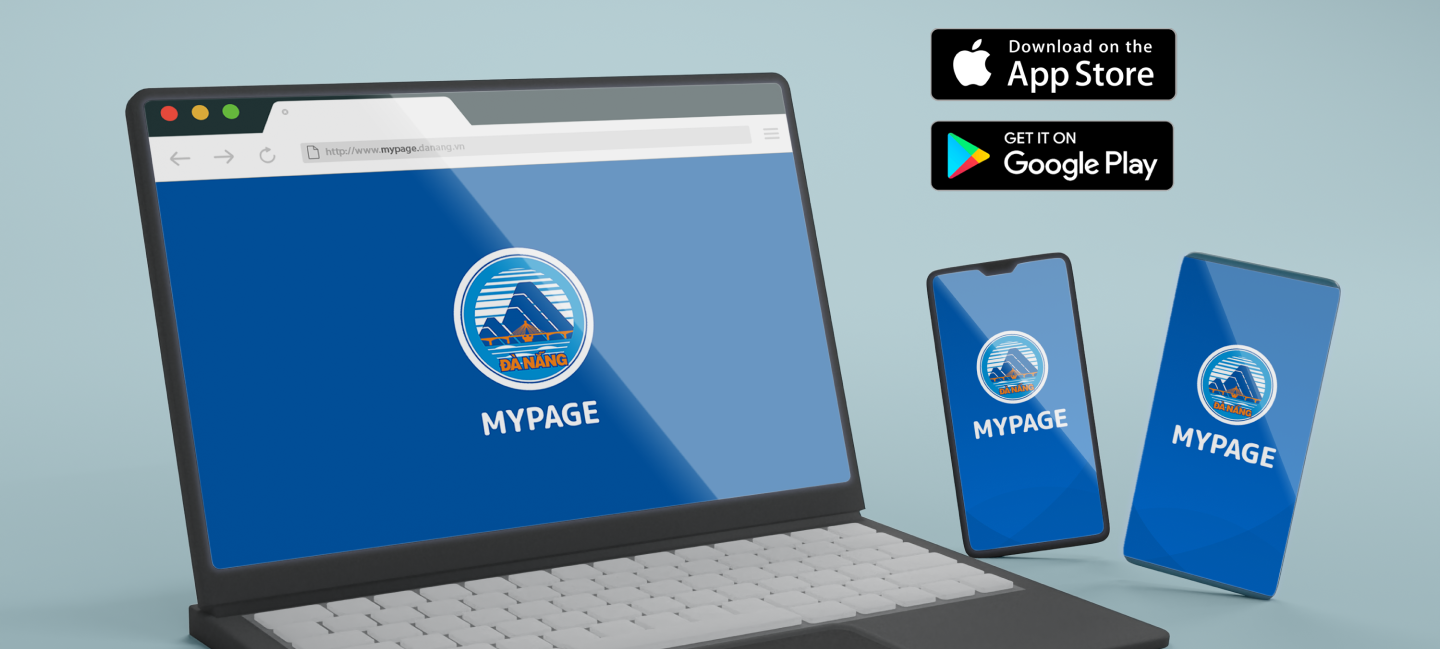 Download on the
App Store
GET IT ON
Google Play
http://www.mypage.danang.vn
ĐÀ NẴNG
MYPAGE
ĐÀ NẴNG
MYPAGE
ĐÀ NẴNG
MYPAGE